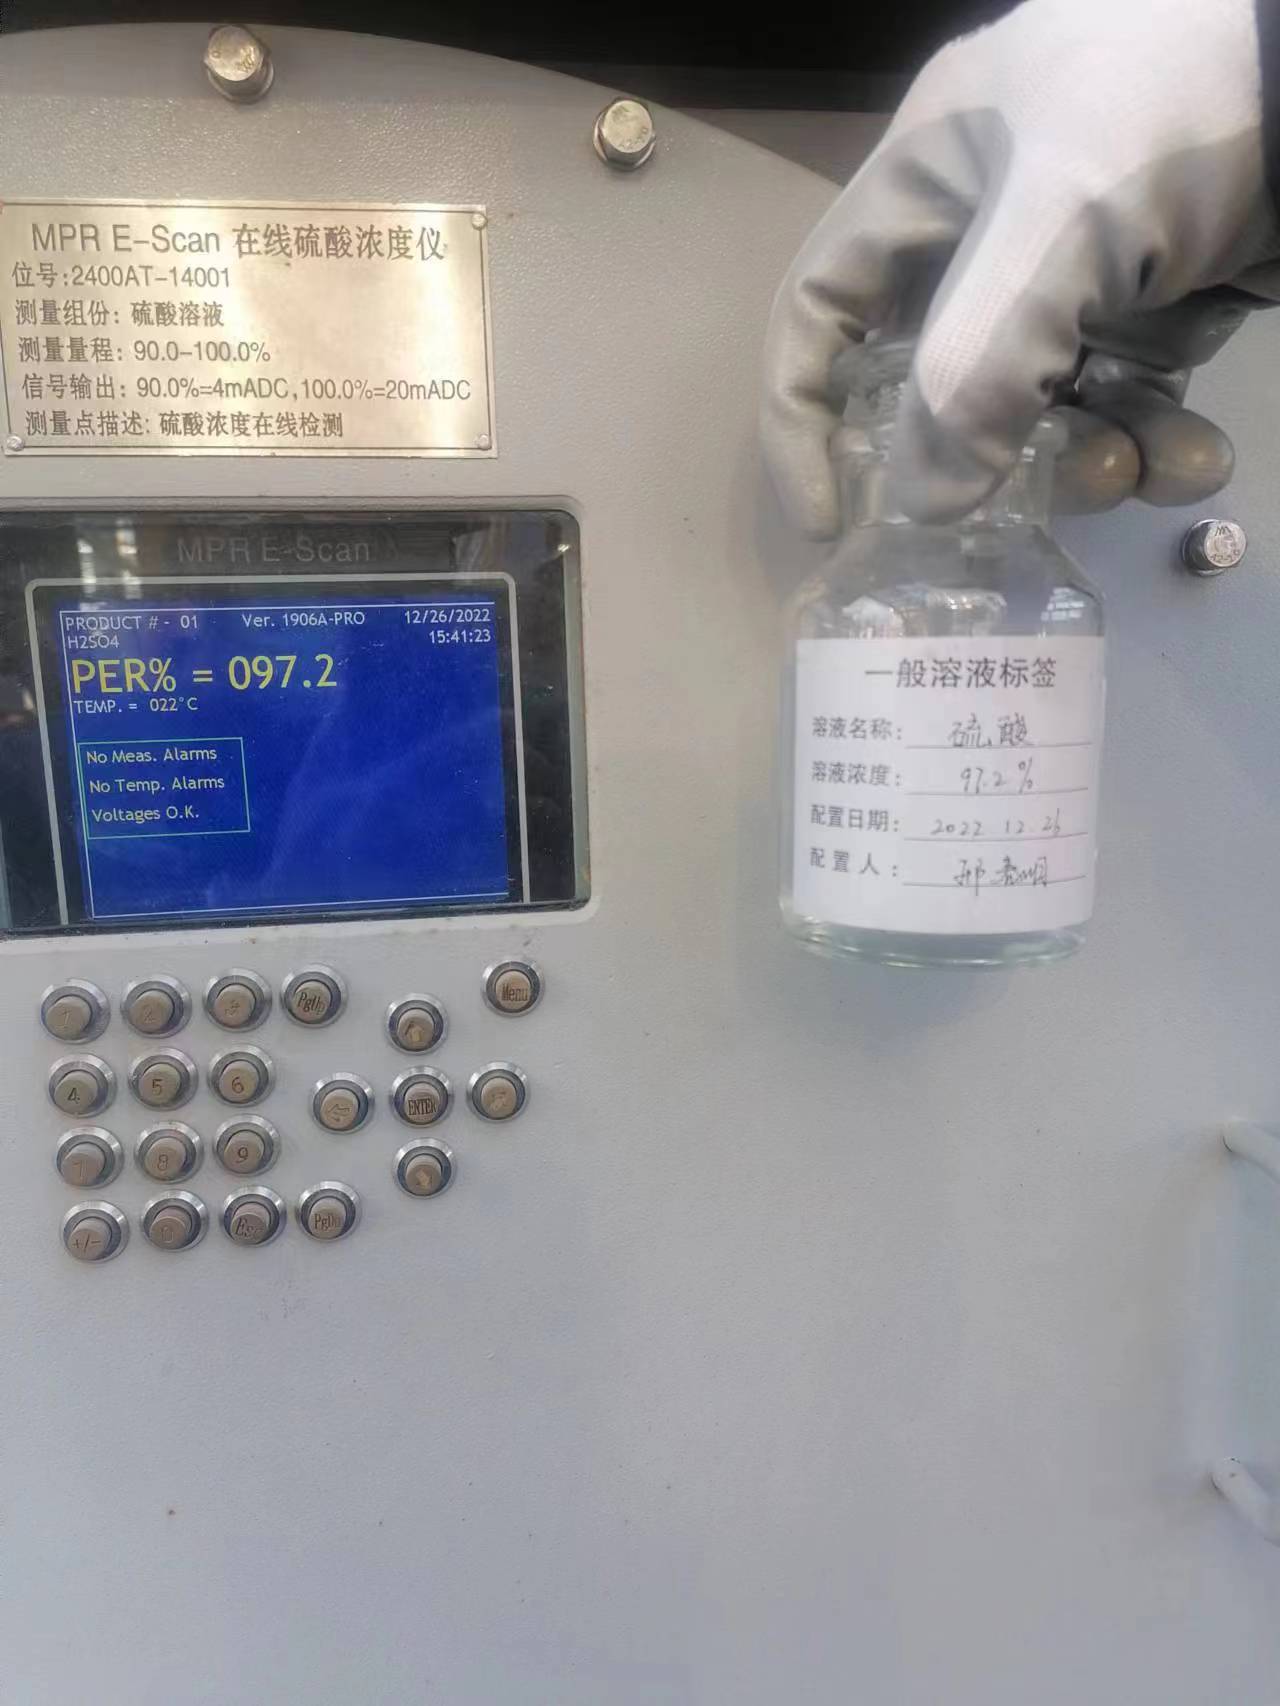 MPR E-Scan 在线硫酸浓度仪
位号:2400AT-14001
测量组份: 硫酸溶液
测量量程: 90.0-100.0%
信号输出: 90.0%=4mADC,100.0%=20mADC
测量点描述: 硫酸浓度在线检测
MPR E-Scan
PRODUCT # - 01 Ver. 1906A-PRO 12/26/2022
H2SO4 15:41:23
PER% = 097.2
TEMP. = 022°C
No Meas. Alarms
No Temp. Alarms
Voltages O.K.
一般溶液标签
溶液名称: 硫酸
溶液浓度: 97.2%
配置日期: 2022.12.26
配置人:
1 2 3 PgUp Menu
4 5 6 ENTER
7 8 9
+/- 0 Esc PgDn